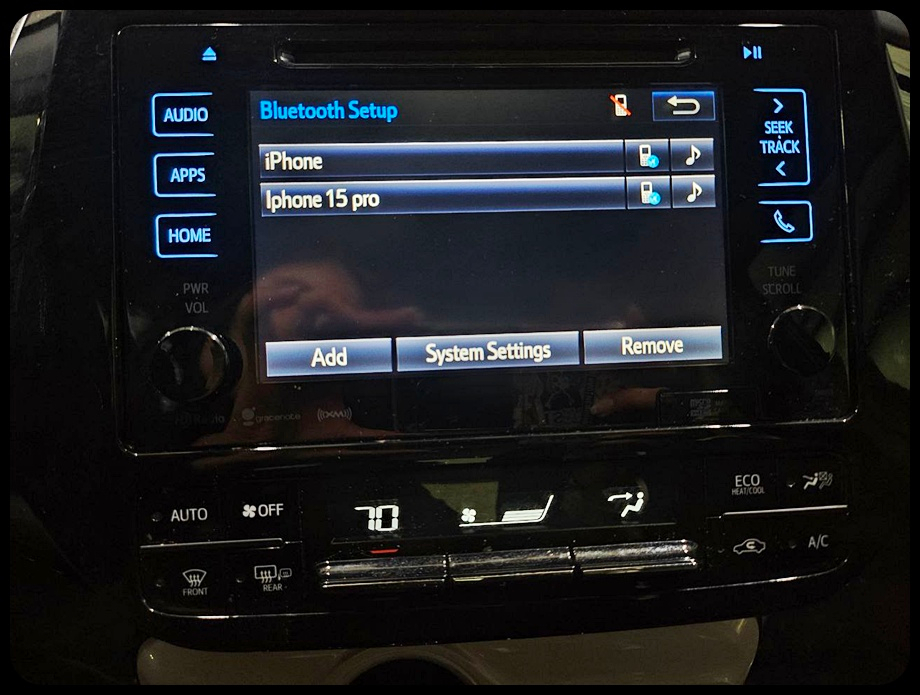 Bluetooth Setup
AUDIO
iPhone
SEEK
TRACK
APPS
Iphone 15 pro
HOME
PWR
VOL
TUNE
SCROLL
Add
System Settings
Remove
gracenote
((XM))
AUTO
OFF
70
ECO
HEAT/COOL
FRONT
REAR
A/C